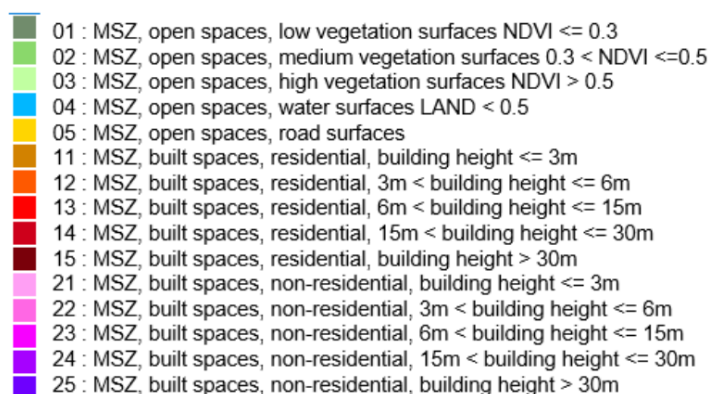 01 : MSZ, open spaces, low vegetation surfaces NDVI <= 0.3
02 : MSZ, open spaces, medium vegetation surfaces 0.3 < NDVI <=0.5
03 : MSZ, open spaces, high vegetation surfaces NDVI > 0.5
04 : MSZ, open spaces, water surfaces LAND < 0.5
05 : MSZ, open spaces, road surfaces
11 : MSZ, built spaces, residential, building height <= 3m
12 : MSZ, built spaces, residential, 3m < building height <= 6m
13 : MSZ, built spaces, residential, 6m < building height <= 15m
14 : MSZ, built spaces, residential, 15m < building height <= 30m
15 : MSZ, built spaces, residential, building height > 30m
21 : MSZ, built spaces, non-residential, building height <= 3m
22 : MSZ, built spaces, non-residential, 3m < building height <= 6m
23 : MSZ, built spaces, non-residential, 6m < building height <= 15m
24 : MSZ, built spaces, non-residential, 15m < building height <= 30m
25 : MSZ, built spaces, non-residential, building height > 30m